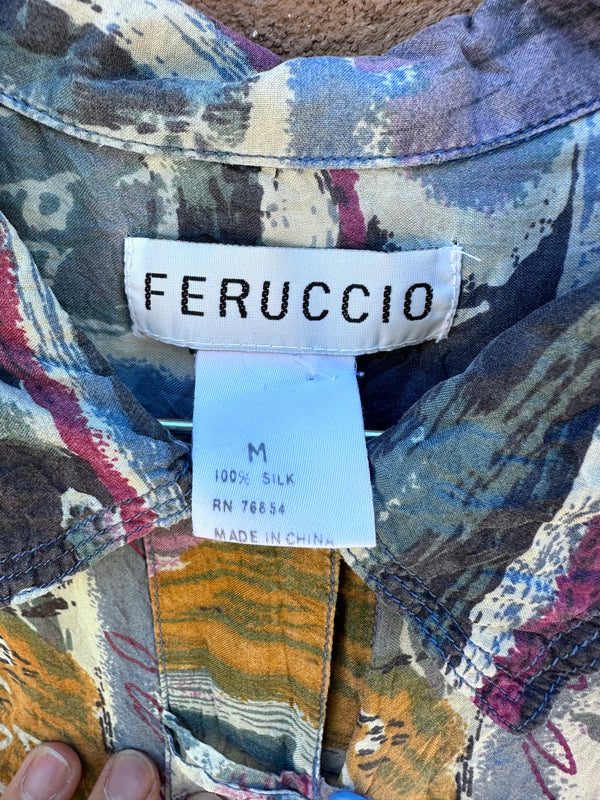 FERUCCIO
M
100% SILK
RN 76854
MADE IN CHINA